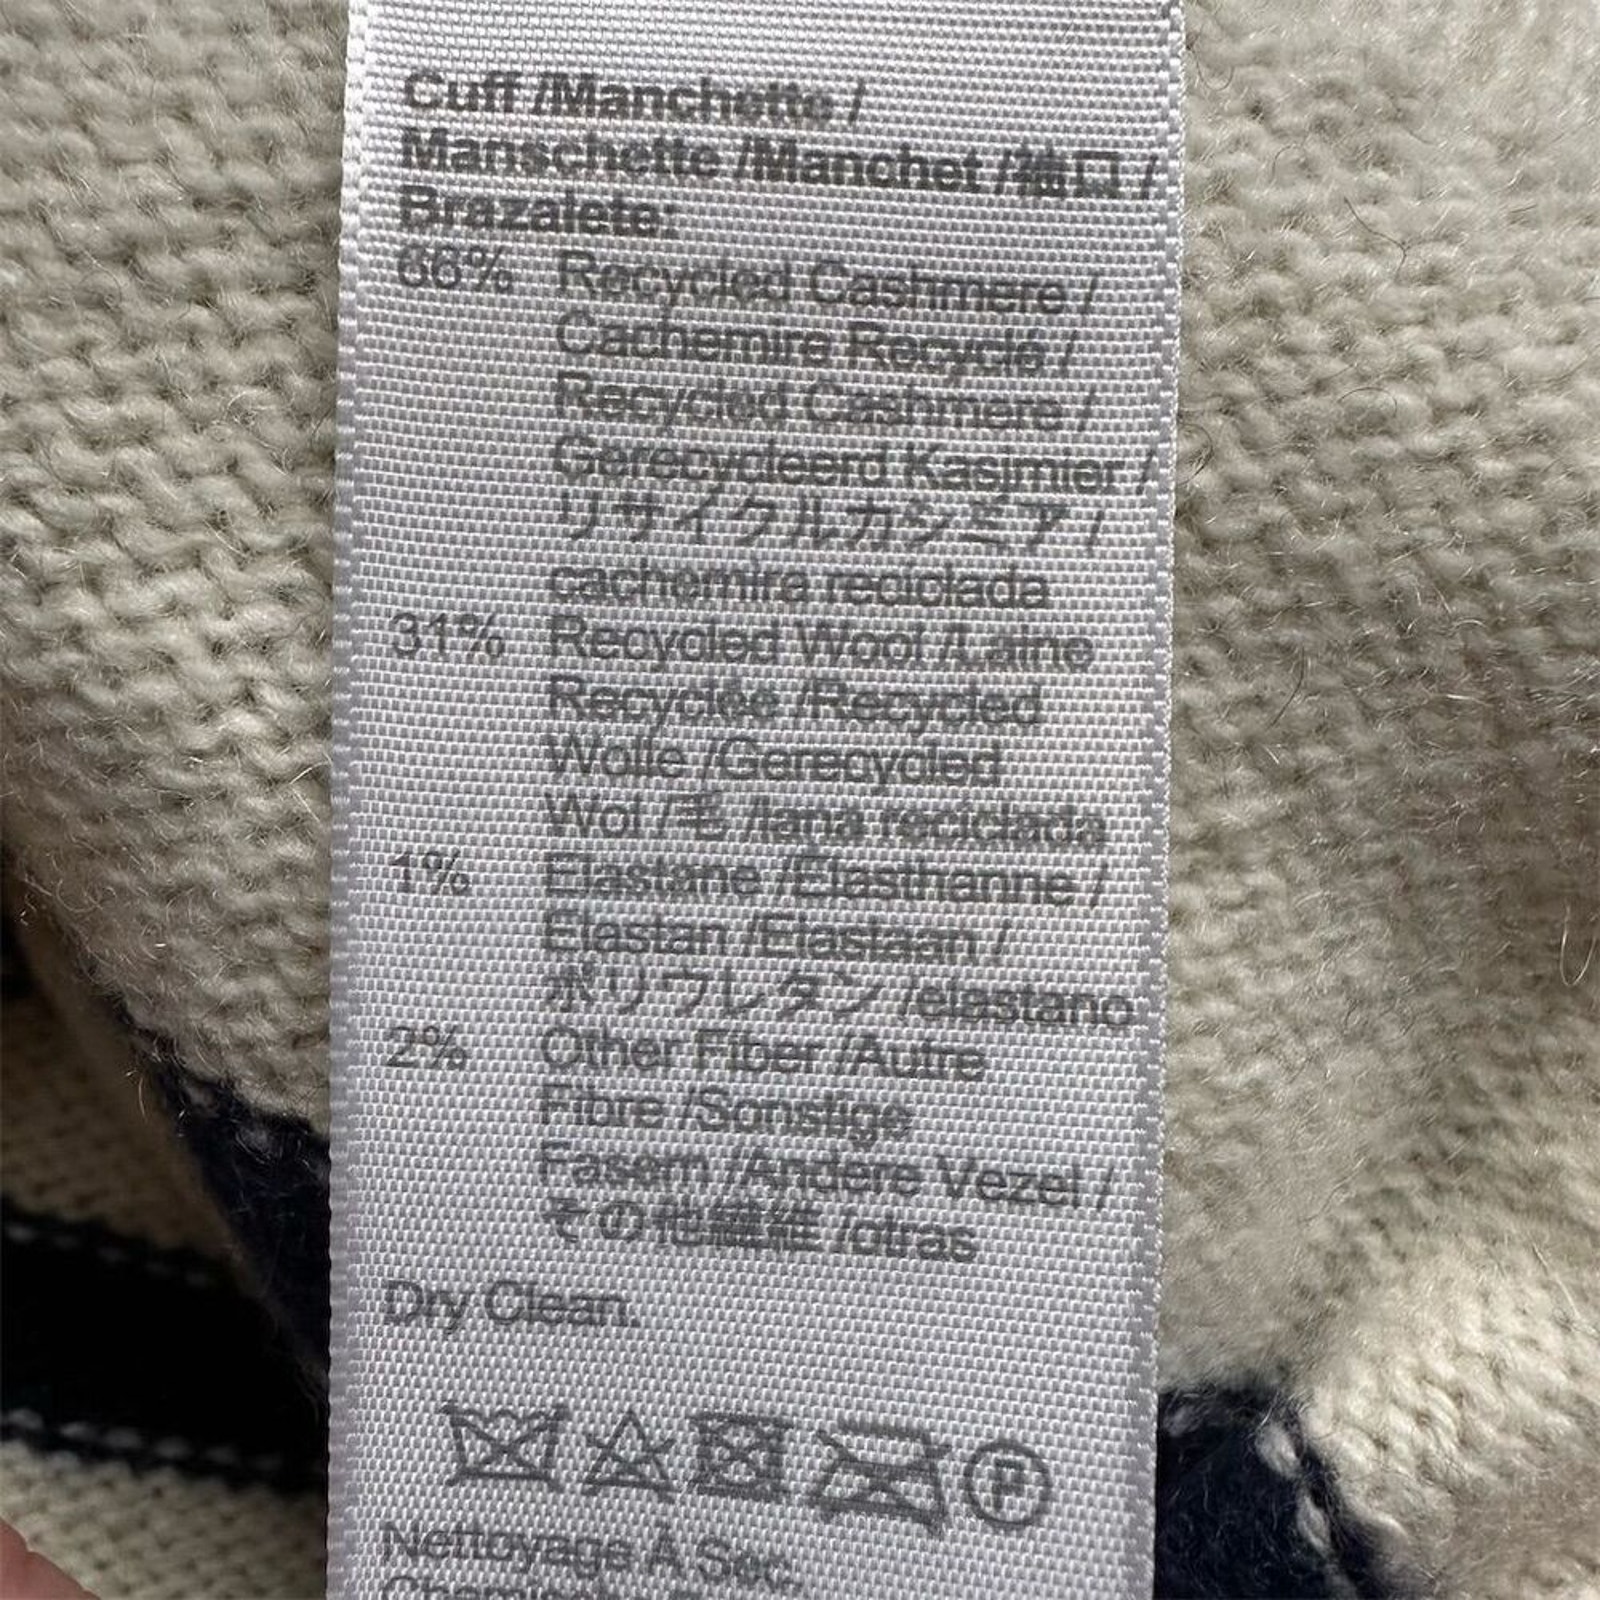 Cuff /Manchette /
Manschette /Manchet /袖口 /
Brazalete:
66% Recycled Cashmere /
Cachemire Recyclé /
Recycled Cashmere /
Gerecycleerd Kasjmier /
リサイクルカシミア /
cachemira reciclada
31% Recycled Wool /Laine
Recyclée /Recycled
Wolle /Gerecycled
Wol /毛 /lana reciclada
1% Elastane /Élasthanne /
Elastan /Elastaan /
ポリウレタン /elastano
2% Other Fiber /Autre
Fibre /Sonstige
Fasern /Andere Vezel /
その他繊維 /otras
Dry Clean.
P
Nettoyage À Sec.